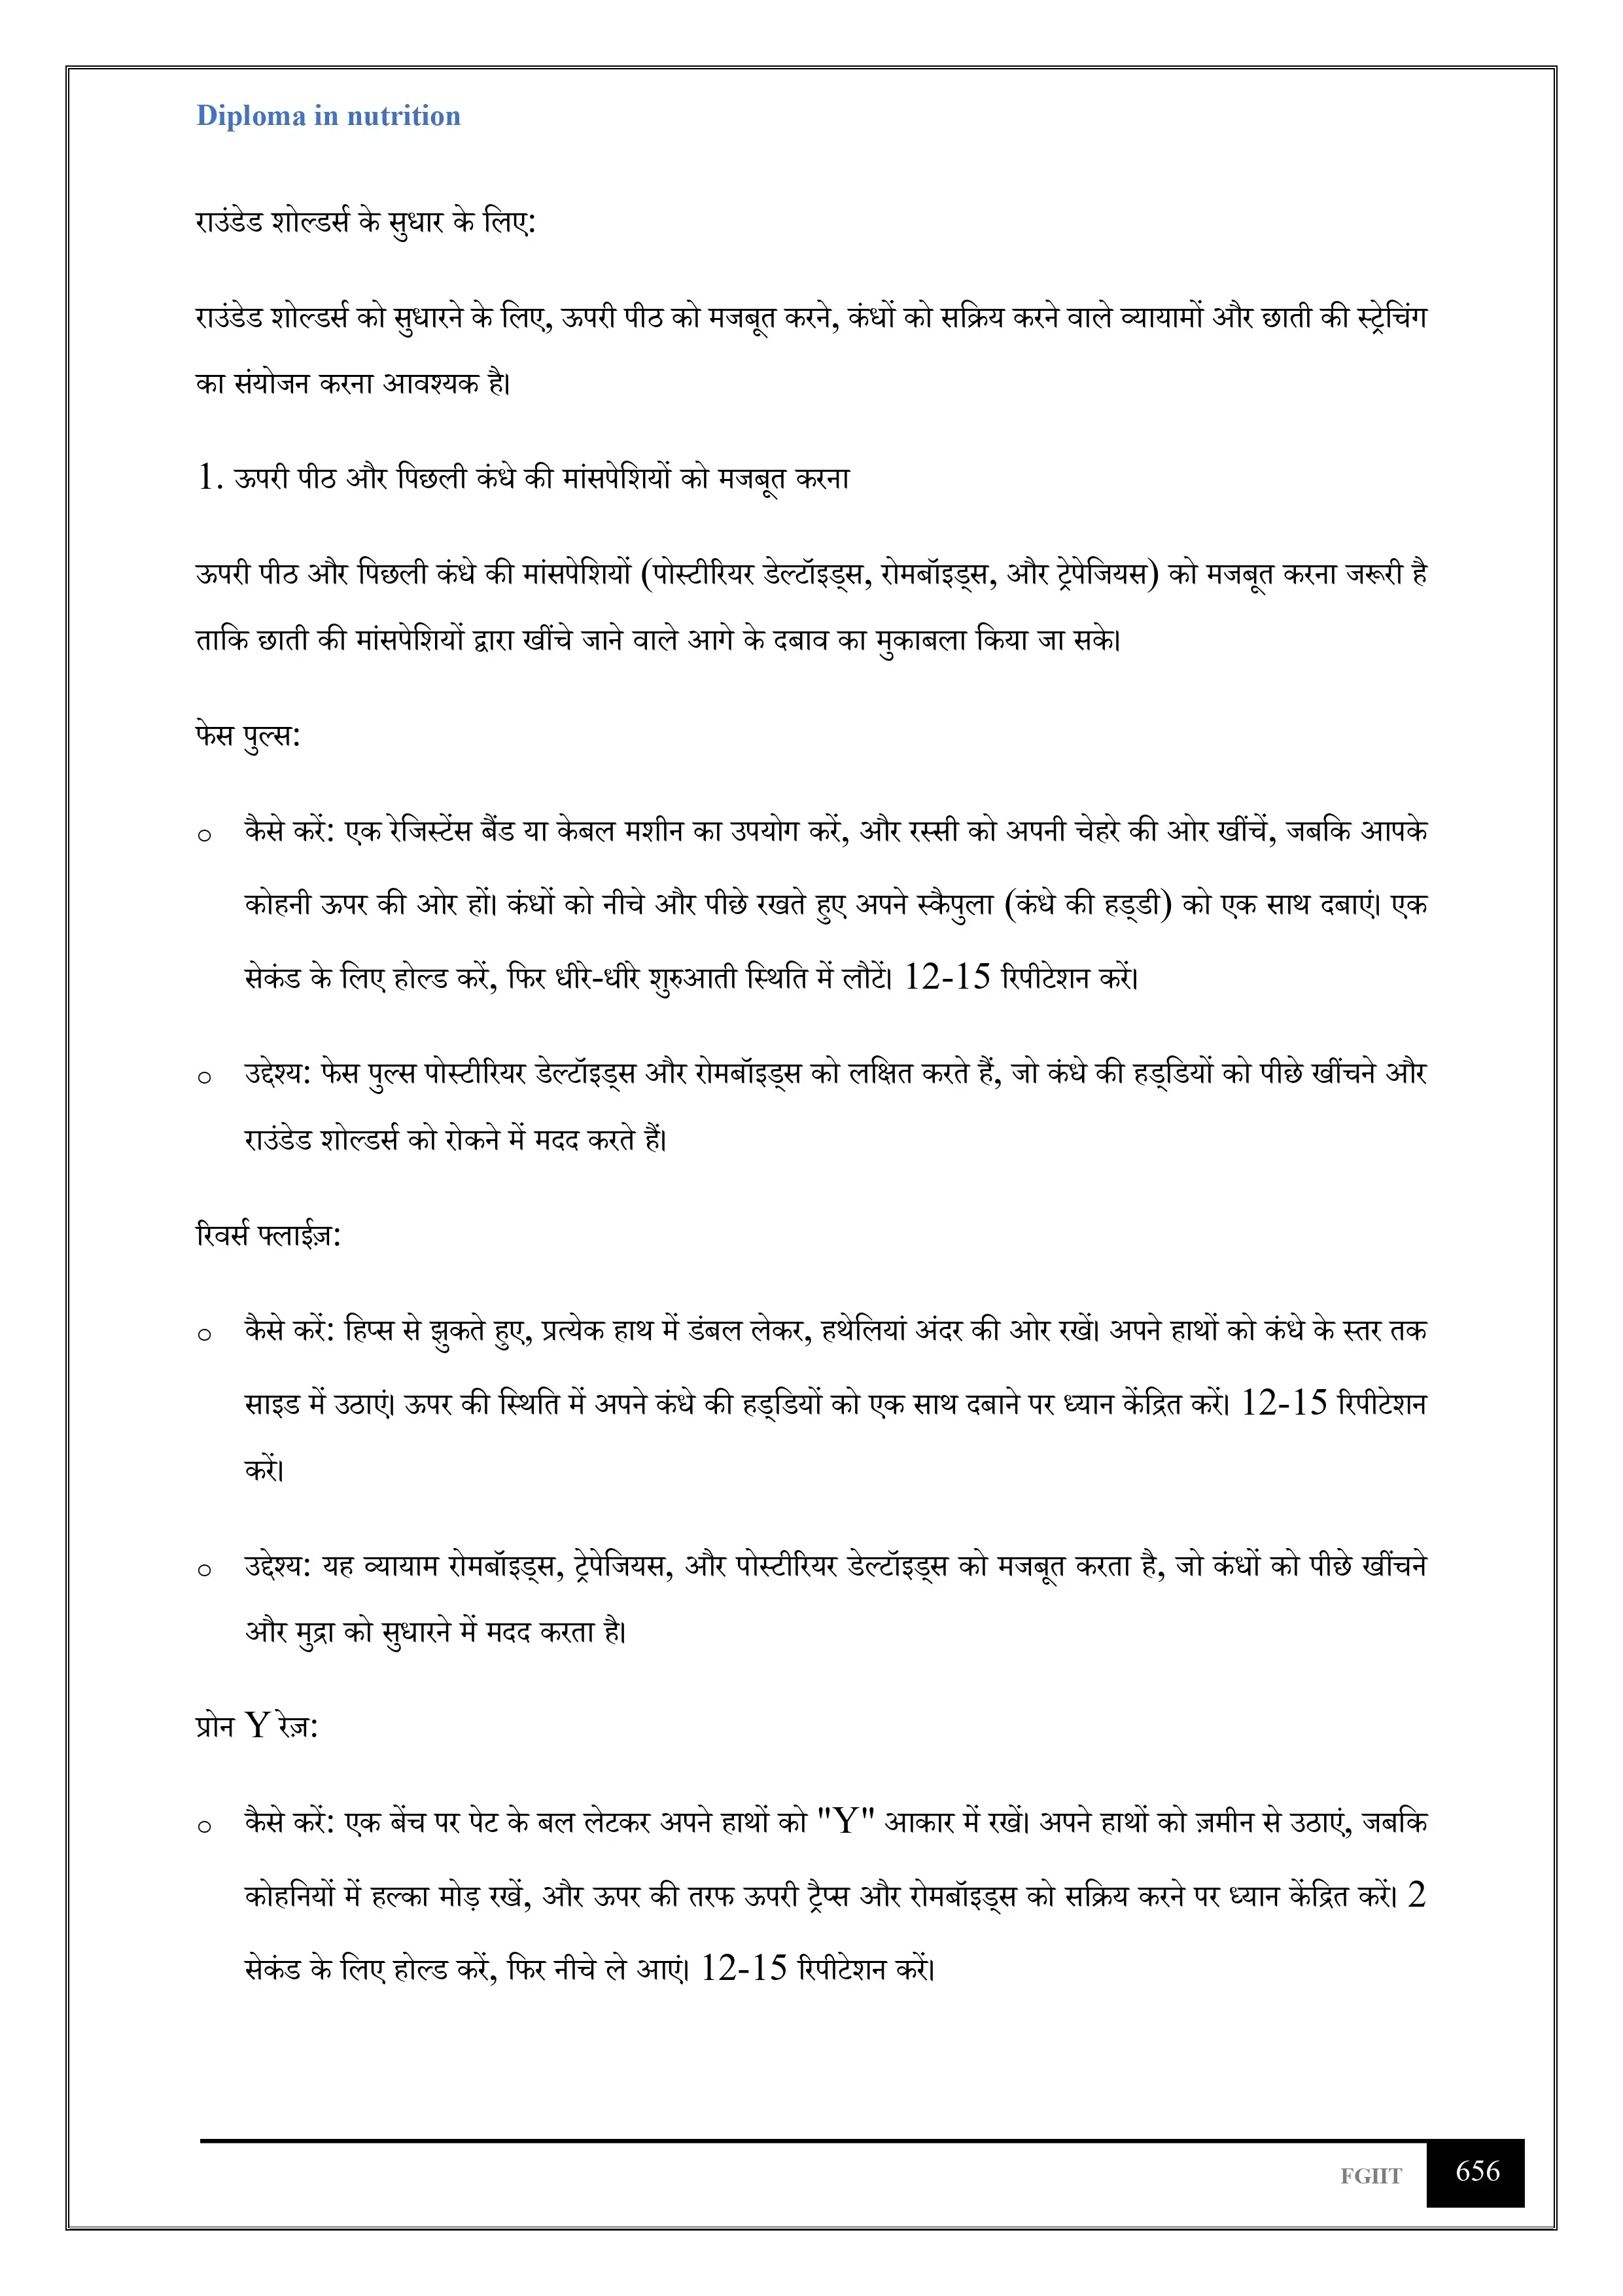 Diploma in nutrition
राउंडेड शोल्डर्स के सुधार के लिए:
राउंडेड शोल्डर्स को सुधारने के लिए, ऊपरी पीठ को मजबूत करने, कंधों को सक्रिय करने वाले व्यायामों और छाती की स्ट्रेचिंग
का संयोजन करना आवश्यक है।
1. ऊपरी पीठ और पिछली कंधे की मांसपेशियों को मजबूत करना
ऊपरी पीठ और पिछली कंधे की मांसपेशियों (पोस्टीरियर डेल्टॉइड्स, रोमबॉइड्स, और ट्रेपेजियस) को मजबूत करना जरूरी है
ताकि छाती की मांसपेशियों द्वारा खींचे जाने वाले आगे के दबाव का मुकाबला किया जा सके।
फेस पुल्स:
o कैसे करें: एक रेजिस्टेंस बैंड या केबल मशीन का उपयोग करें, और रस्सी को अपनी चेहरे की ओर खींचें, जबकि आपके
कोहनी ऊपर की ओर हों। कंधों को नीचे और पीछे रखते हुए अपने स्कैपुला (कंधे की हड्डी) को एक साथ दबाएं। एक
सेकंड के लिए होल्ड करें, फिर धीरे-धीरे शुरुआती स्थिति में लौटें। 12-15 रिपीटेशन करें।
o उद्देश्य: फेस पुल्स पोस्टीरियर डेल्टॉइड्स और रोमबॉइड्स को लक्षित करते हैं, जो कंधे की हड्डियों को पीछे खींचने और
राउंडेड शोल्डर्स को रोकने में मदद करते हैं।
रिवर्स फ्लाईज़:
o कैसे करें: हिप्स से झुकते हुए, प्रत्येक हाथ में डंबल लेकर, हथेलियां अंदर की ओर रखें। अपने हाथों को कंधे के स्तर तक
साइड में उठाएं। ऊपर की स्थिति में अपने कंधे की हड्डियों को एक साथ दबाने पर ध्यान केंद्रित करें। 12-15 रिपीटेशन
करें।
o उद्देश्य: यह व्यायाम रोमबॉइड्स, ट्रेपेजियस, और पोस्टीरियर डेल्टॉइड्स को मजबूत करता है, जो कंधों को पीछे खींचने
और मुद्रा को सुधारने में मदद करता है।
प्रोन Y रेज़:
o कैसे करें: एक बेंच पर पेट के बल लेटकर अपने हाथों को "Y" आकार में रखें। अपने हाथों को ज़मीन से उठाएं, जबकि
कोहनियों में हल्का मोड़ रखें, और ऊपर की तरफ ऊपरी ट्रैप्स और रोमबॉइड्स को सक्रिय करने पर ध्यान केंद्रित करें। 2
सेकंड के लिए होल्ड करें, फिर नीचे ले आएं। 12-15 रिपीटेशन करें।
FGIIT 656